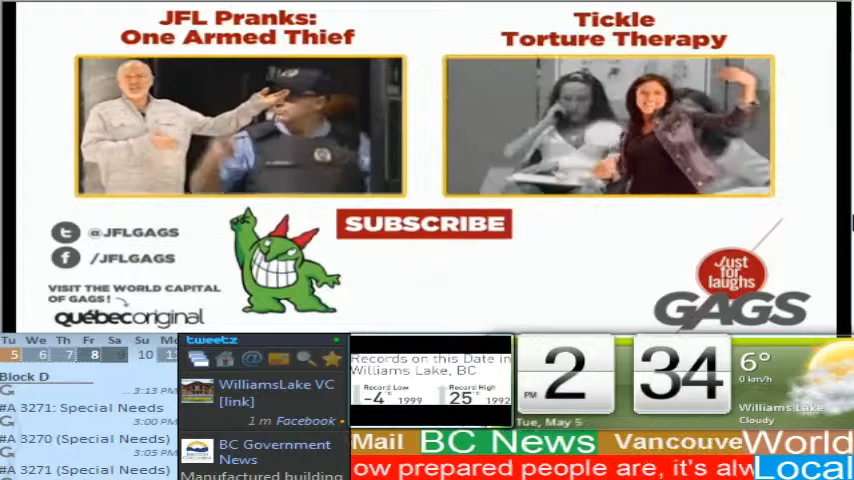 JFL Pranks:
One Armed Thief
Tickle
Torture Therapy
SUBSCRIBE
@JFLGAGS
/JFLGAGS
VISIT THE WORLD CAPITAL
OF GAGS!
québecoriginal
Just
for
laughs
GAGS
Tu We Th Fr Sa Su
5 6 7 8 9 10 11
Block D
3:13 PM
#A 3271: Special Needs
3:00 PM
#A 3270 (Special Needs)
3:05 PM
#A 3271 (Special Needs)
tweetz
WilliamsLake VC
[link]
1 m Facebook
BC Government
News
Manufactured building
Records on this Date in
Williams Lake, BC
Record Low
-4° 1999
Record High
25° 1992
PM 2 34
Tue, May 5
6°
0 km/h
Williams Lake
Cloudy
Mail BC News Vancouver World
ow prepared people are, it's alw
Local